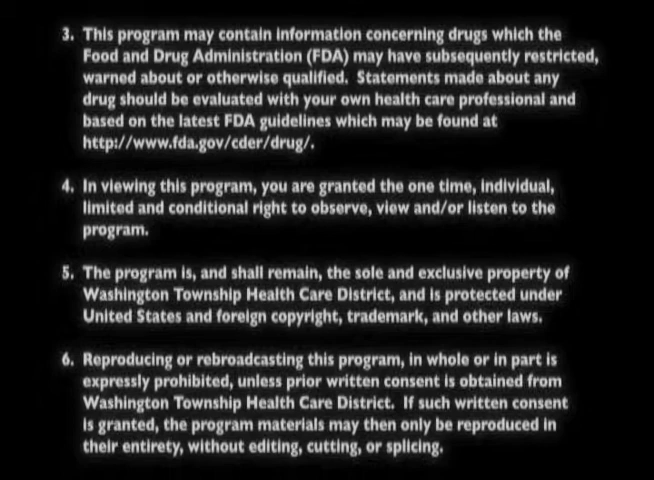 3. This program may contain information concerning drugs which the
Food and Drug Administration (FDA) may have subsequently restricted,
warned about or otherwise qualified. Statements made about any
drug should be evaluated with your own health care professional and
based on the latest FDA guidelines which may be found at
http://www.fda.gov/cder/drug/.
4. In viewing this program, you are granted the one time, individual,
limited and conditional right to observe, view and/or listen to the
program.
5. The program is, and shall remain, the sole and exclusive property of
Washington Township Health Care District, and is protected under
United States and foreign copyright, trademark, and other laws.
6. Reproducing or rebroadcasting this program, in whole or in part is
expressly prohibited, unless prior written consent is obtained from
Washington Township Health Care District. If such written consent
is granted, the program materials may then only be reproduced in
their entirety, without editing, cutting, or splicing.